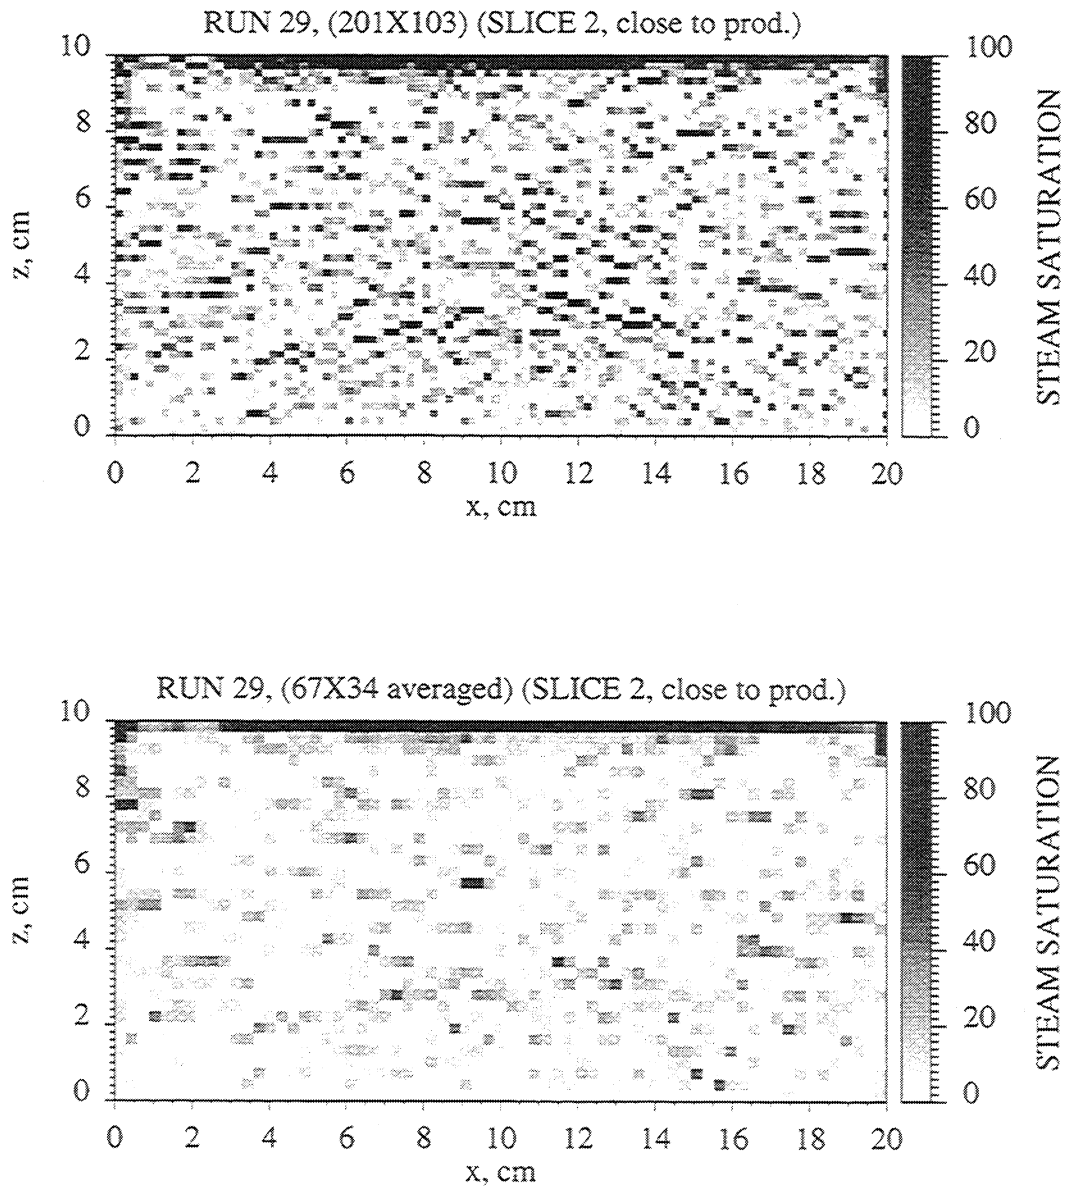 RUN 29, (201X103) (SLICE 2, close to prod.)
10
8
6
4
2
0
z, cm
0 2 4 6 8 10 12 14 16 18 20
x, cm
100
80
60
40
20
0
STEAM SATURATION
RUN 29, (67X34 averaged) (SLICE 2, close to prod.)
10
8
6
4
2
0
z, cm
0 2 4 6 8 10 12 14 16 18 20
x, cm
100
80
60
40
20
0
STEAM SATURATION